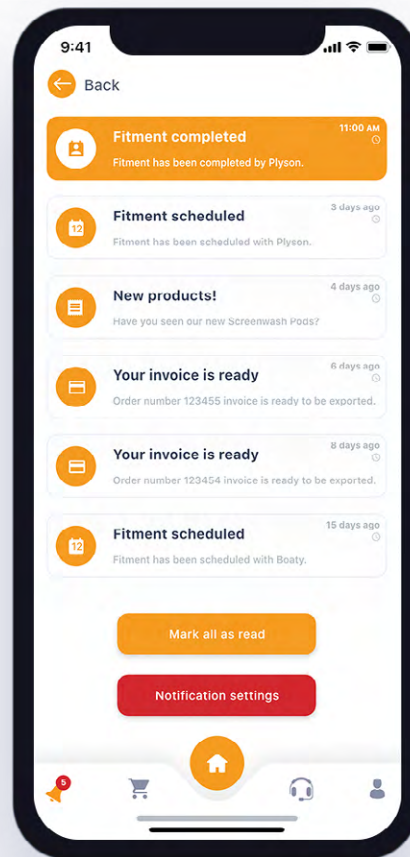 9:41
Back
Fitment completed
11:00 AM
Fitment has been completed by Plyson.
12
Fitment scheduled
3 days ago
Fitment has been scheduled with Plyson.
New products!
4 days ago
Have you seen our new Screenwash Pods?
Your invoice is ready
6 days ago
Order number 123455 invoice is ready to be exported.
Your invoice is ready
8 days ago
Order number 123454 invoice is ready to be exported.
12
Fitment scheduled
15 days ago
Fitment has been scheduled with Boaty.
Mark all as read
Notification settings
5